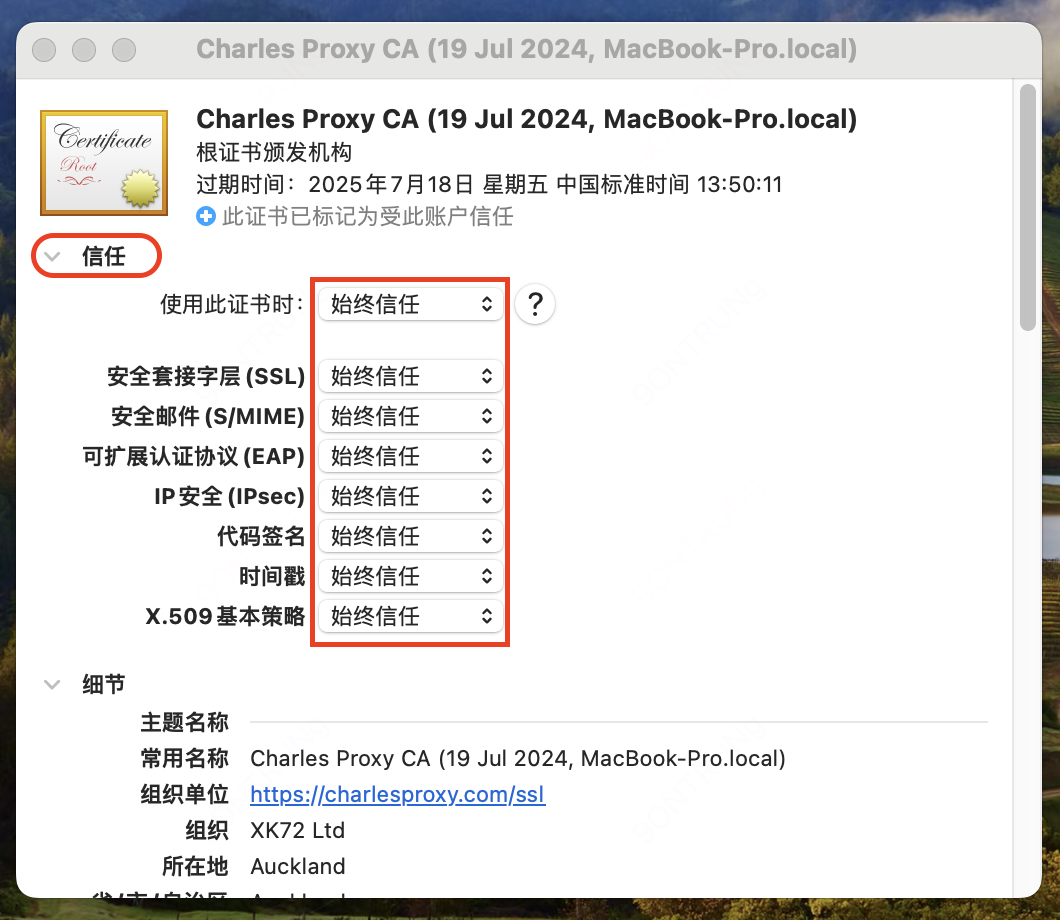 Charles Proxy CA (19 Jul 2024, MacBook-Pro.local)
Certificate
Root
Charles Proxy CA (19 Jul 2024, MacBook-Pro.local)
根证书颁发机构
过期时间：2025年7月18日 星期五 中国标准时间 13:50:11
此证书已标记为受此账户信任
信任
使用此证书时： 始终信任 ?
安全套接字层 (SSL) 始终信任
安全邮件 (S/MIME) 始终信任
可扩展认证协议 (EAP) 始终信任
IP 安全 (IPsec) 始终信任
代码签名 始终信任
时间戳 始终信任
X.509 基本策略 始终信任
细节
主题名称
常用名称 Charles Proxy CA (19 Jul 2024, MacBook-Pro.local)
组织单位 https://charlesproxy.com/ssl
组织 XK72 Ltd
所在地 Auckland